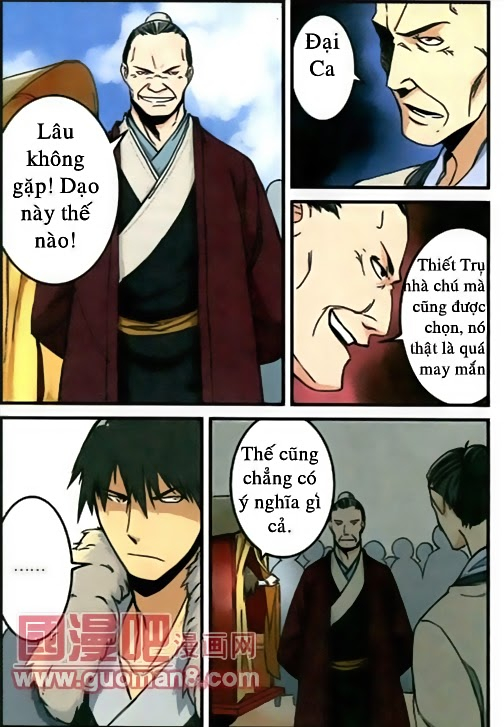 Lâu
không
gặp! Dạo
này thế
nào!
Đại
Ca
Thiết Trụ
nhà chú mà
cũng được
chọn, nó
thật là quá
may mắn
......
Thế cũng
chẳng có
ý nghĩa gì
cả.
國漫吧漫画网
www.guoman8.com